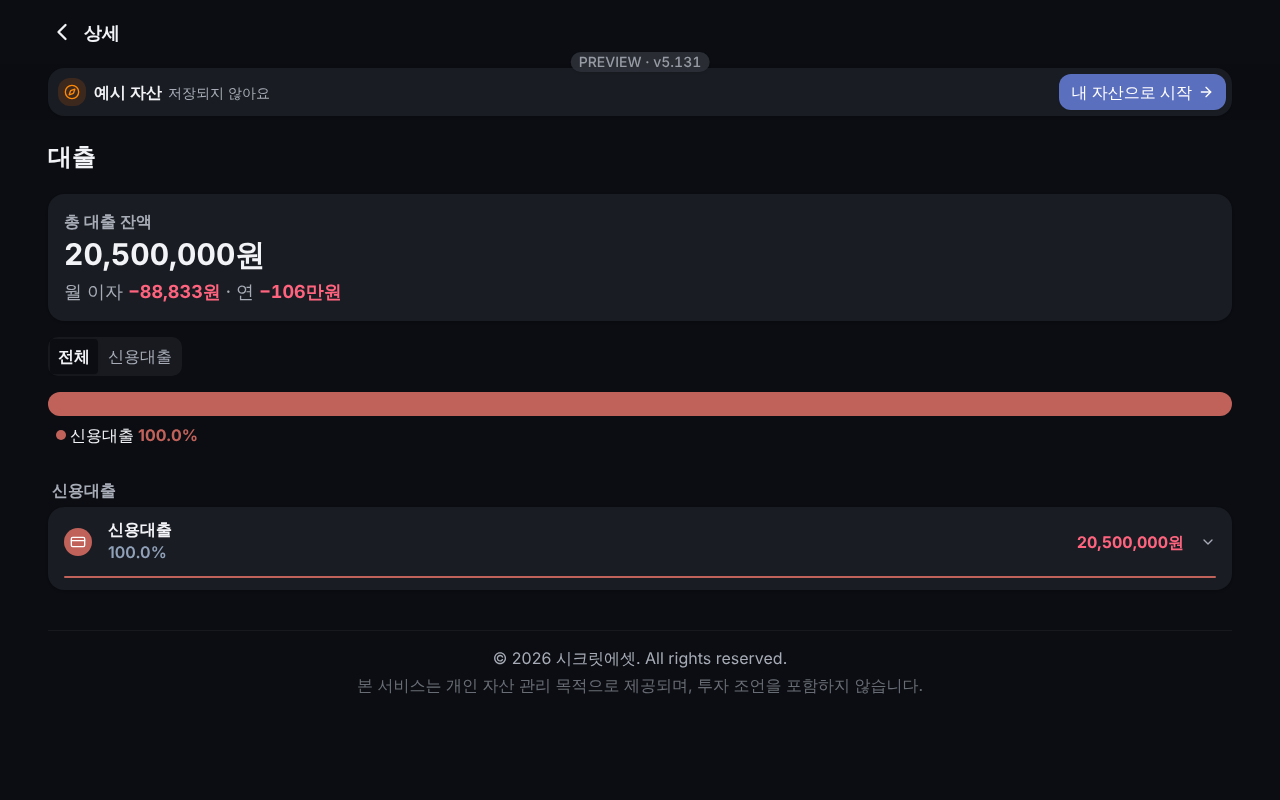 상세
PREVIEW · v5.131
예시 자산 저장되지 않아요
내 자산으로 시작 →
대출
총 대출 잔액
20,500,000원
월 이자 −88,833원 · 연 −106만원
전체 신용대출
신용대출 100.0%
신용대출
신용대출
100.0%
20,500,000원
© 2026 시크릿에셋. All rights reserved.
본 서비스는 개인 자산 관리 목적으로 제공되며, 투자 조언을 포함하지 않습니다.